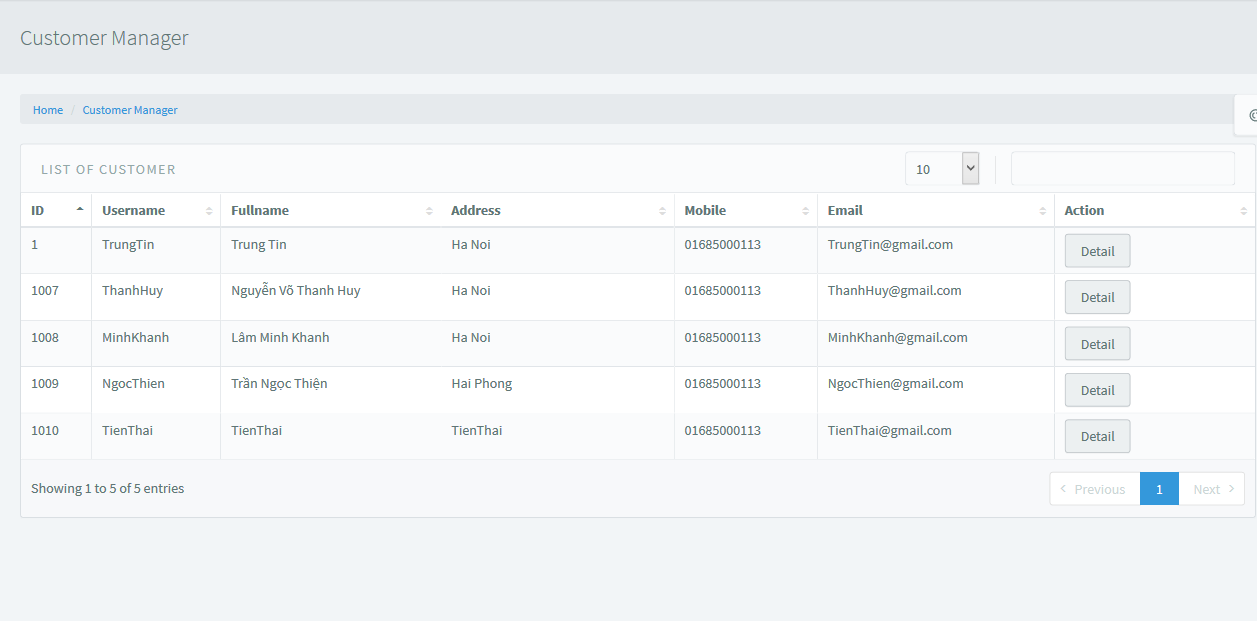 Customer Manager
Home / Customer Manager
LIST OF CUSTOMER 10
ID Username Fullname Address Mobile Email Action
1 TrungTin Trung Tin Ha Noi 01685000113 TrungTin@gmail.com Detail
1007 ThanhHuy Nguyễn Võ Thanh Huy Ha Noi 01685000113 ThanhHuy@gmail.com Detail
1008 MinhKhanh Lâm Minh Khanh Ha Noi 01685000113 MinhKhanh@gmail.com Detail
1009 NgocThien Trần Ngọc Thiện Hai Phong 01685000113 NgocThien@gmail.com Detail
1010 TienThai TienThai TienThai 01685000113 TienThai@gmail.com Detail
Showing 1 to 5 of 5 entries < Previous 1 Next >